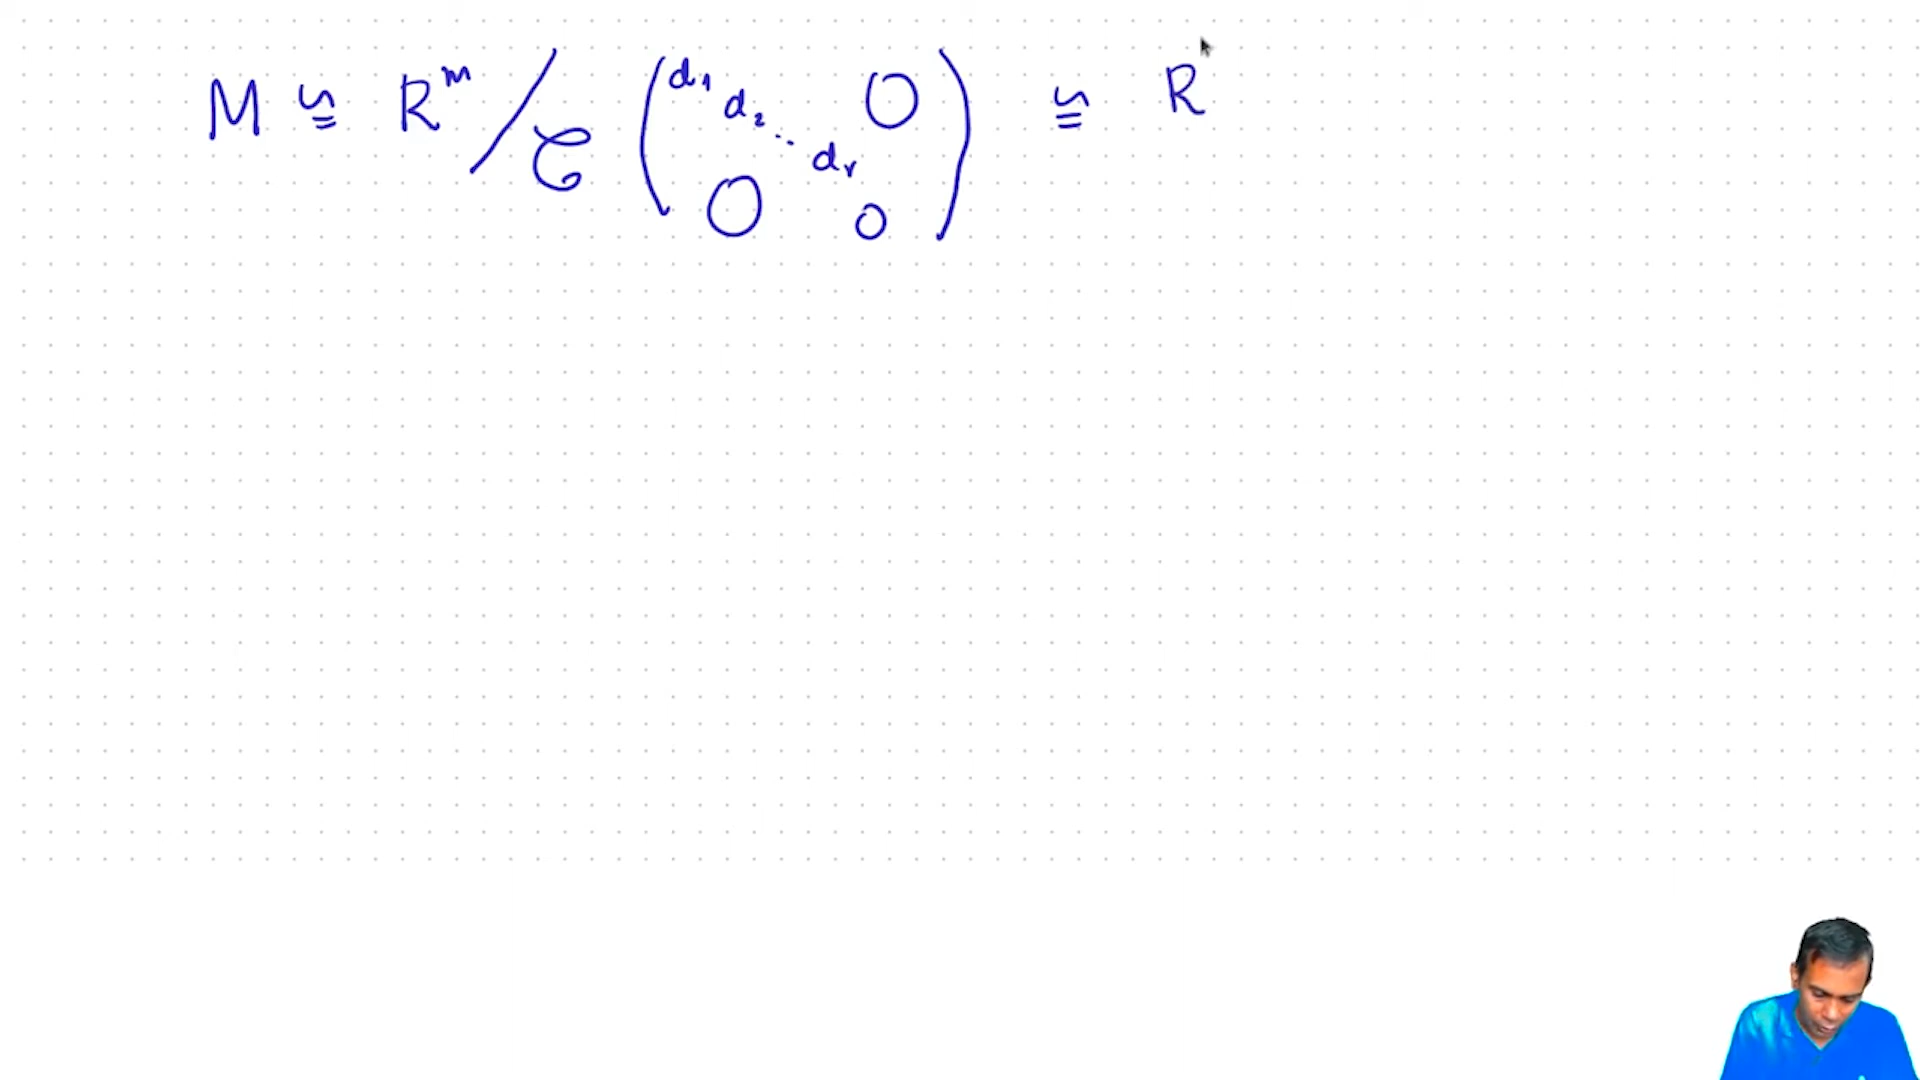 M ≅ R^m / 𝒞 ( d₁ d₂ ⋱ d_r 0 0 0 ) ≅ R